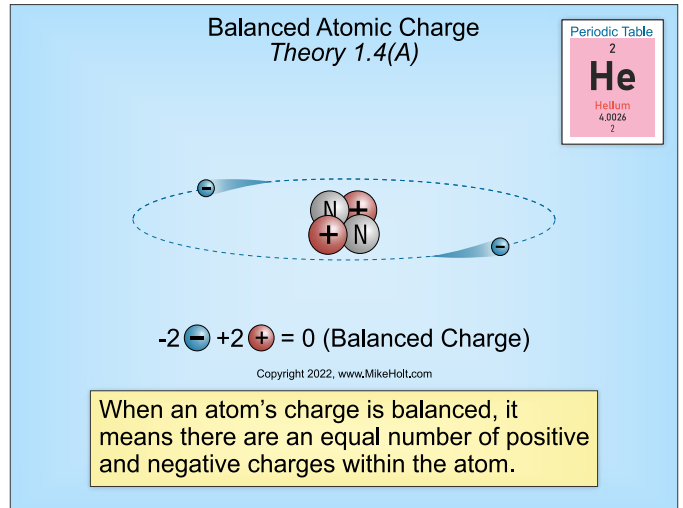 Balanced Atomic Charge
Theory 1.4(A)
Periodic Table
2
He
Helium
4.0026
2
−
N +
+ N
−
-2 − +2 + = 0 (Balanced Charge)
Copyright 2022, www.MikeHolt.com
When an atom's charge is balanced, it
means there are an equal number of positive
and negative charges within the atom.